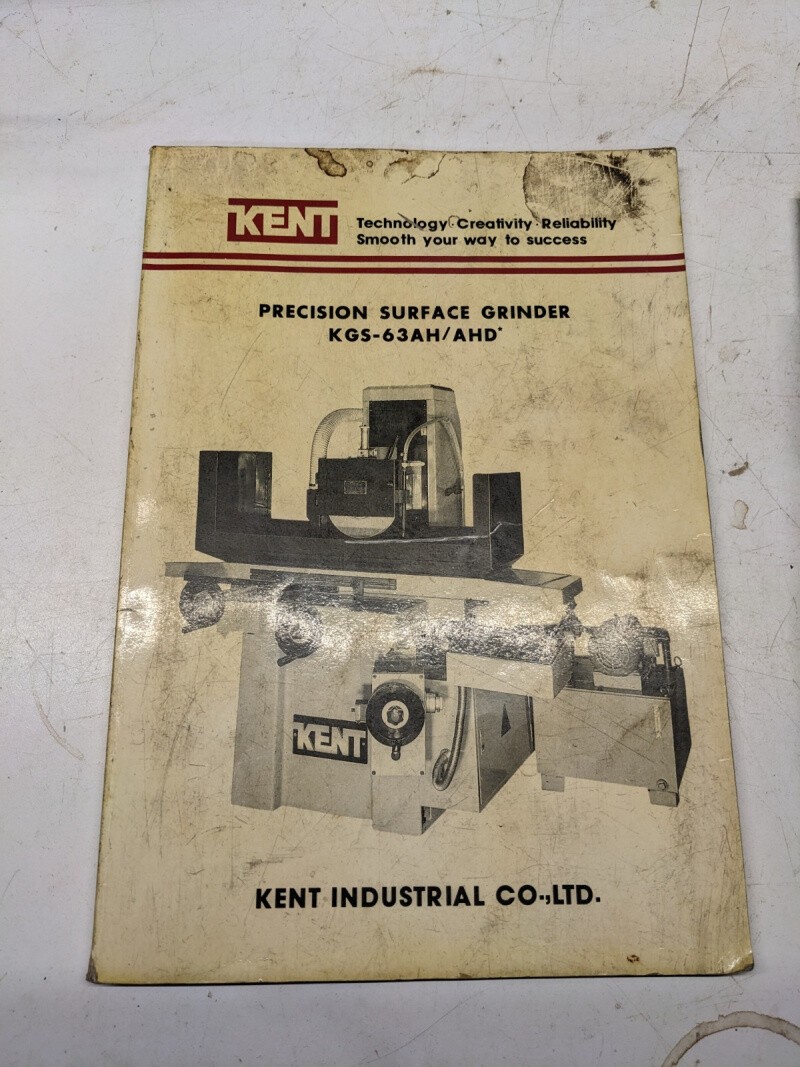 KENT
Technology·Creativity·Reliability
Smooth your way to success
PRECISION SURFACE GRINDER
KGS-63AH/AHD*
KENT
KENT INDUSTRIAL CO.,LTD.